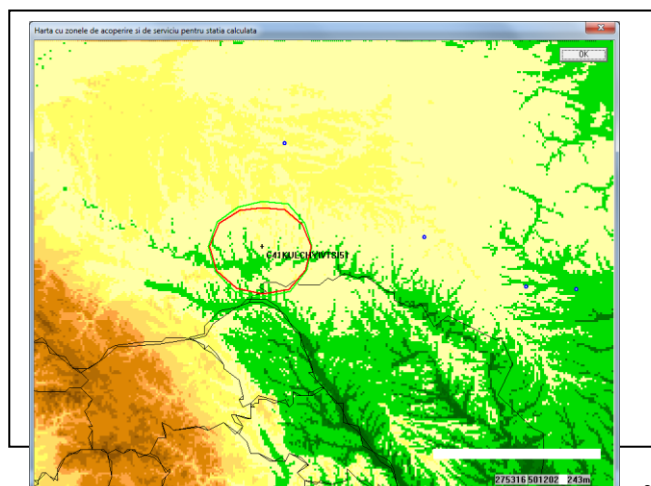 Harta cu zonele de acoperire si de serviciu pentru statia calculata
OK
275316 501202 243m